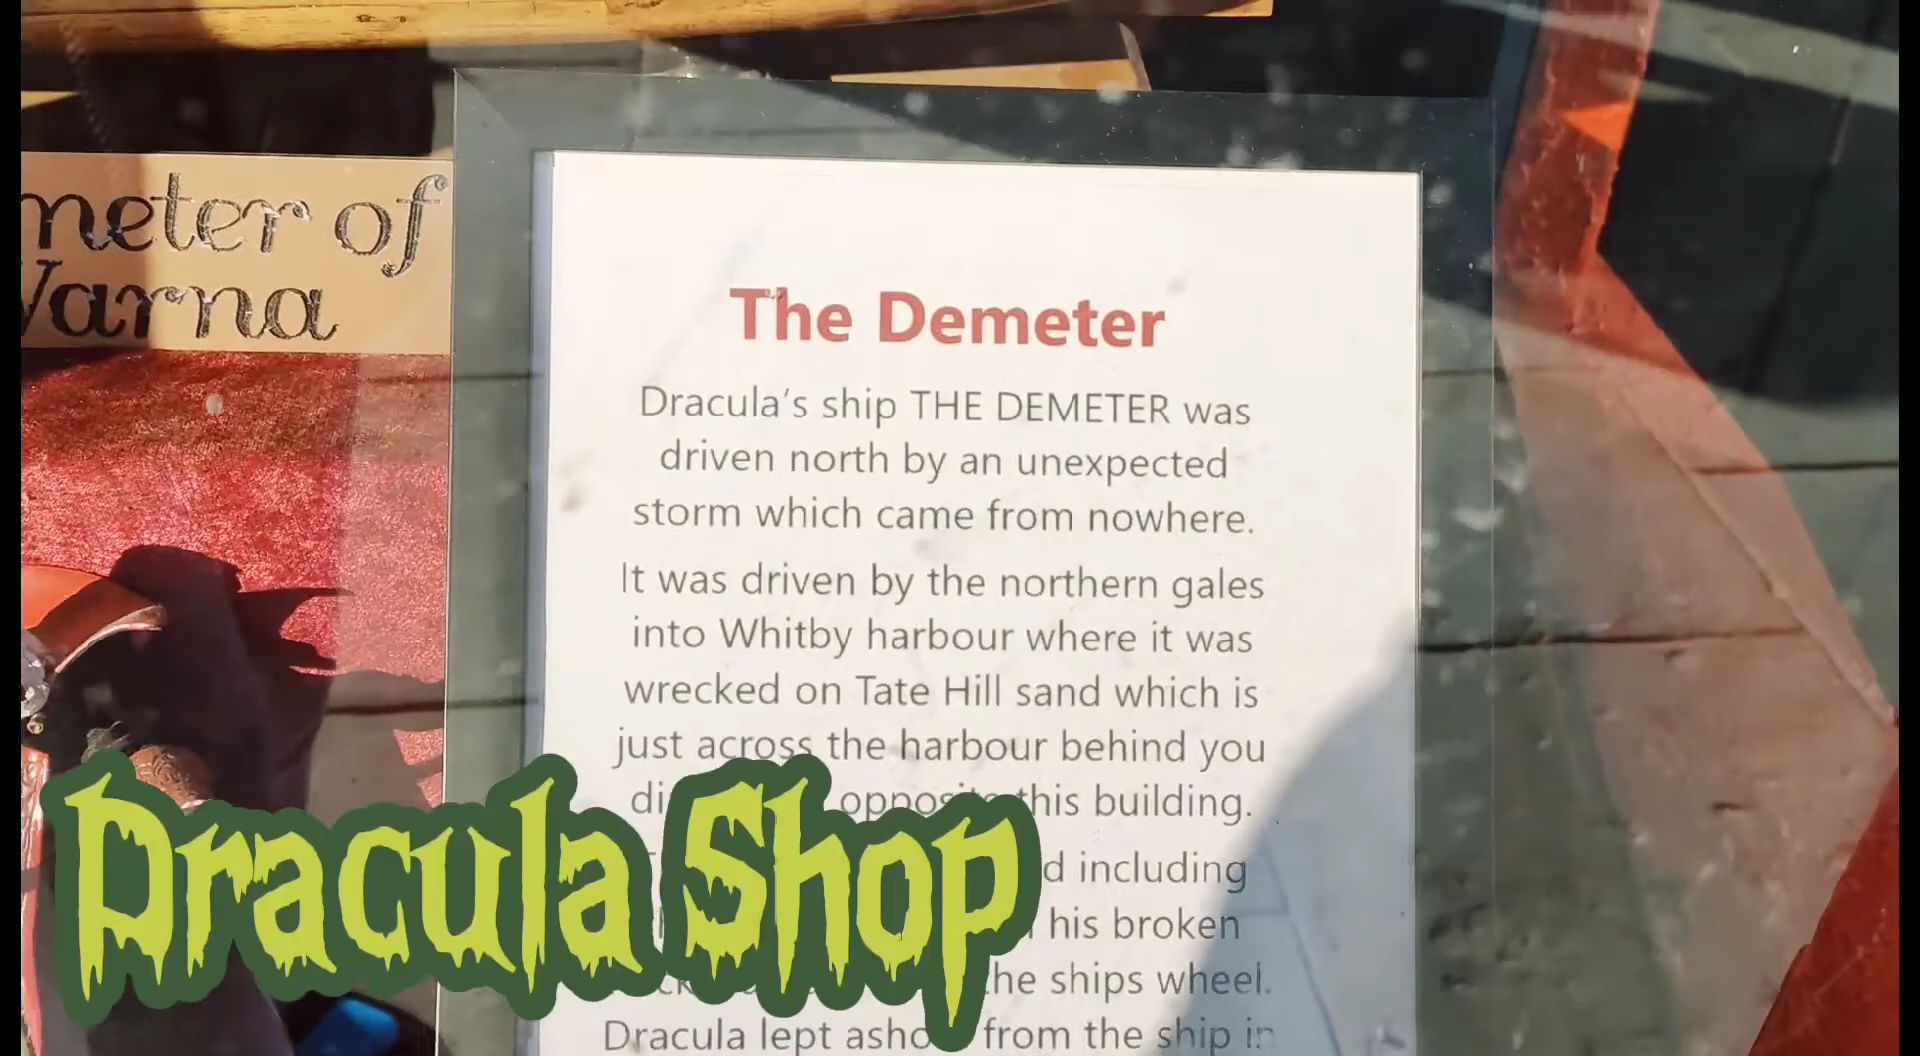 meter of
Varna
The Demeter
Dracula's ship THE DEMETER was
driven north by an unexpected
storm which came from nowhere.
It was driven by the northern gales
into Whitby harbour where it was
wrecked on Tate Hill sand which is
just across the harbour behind you
this building.
including
his broken
ships wheel.
Dracula lept from the ship
Dracula Shop